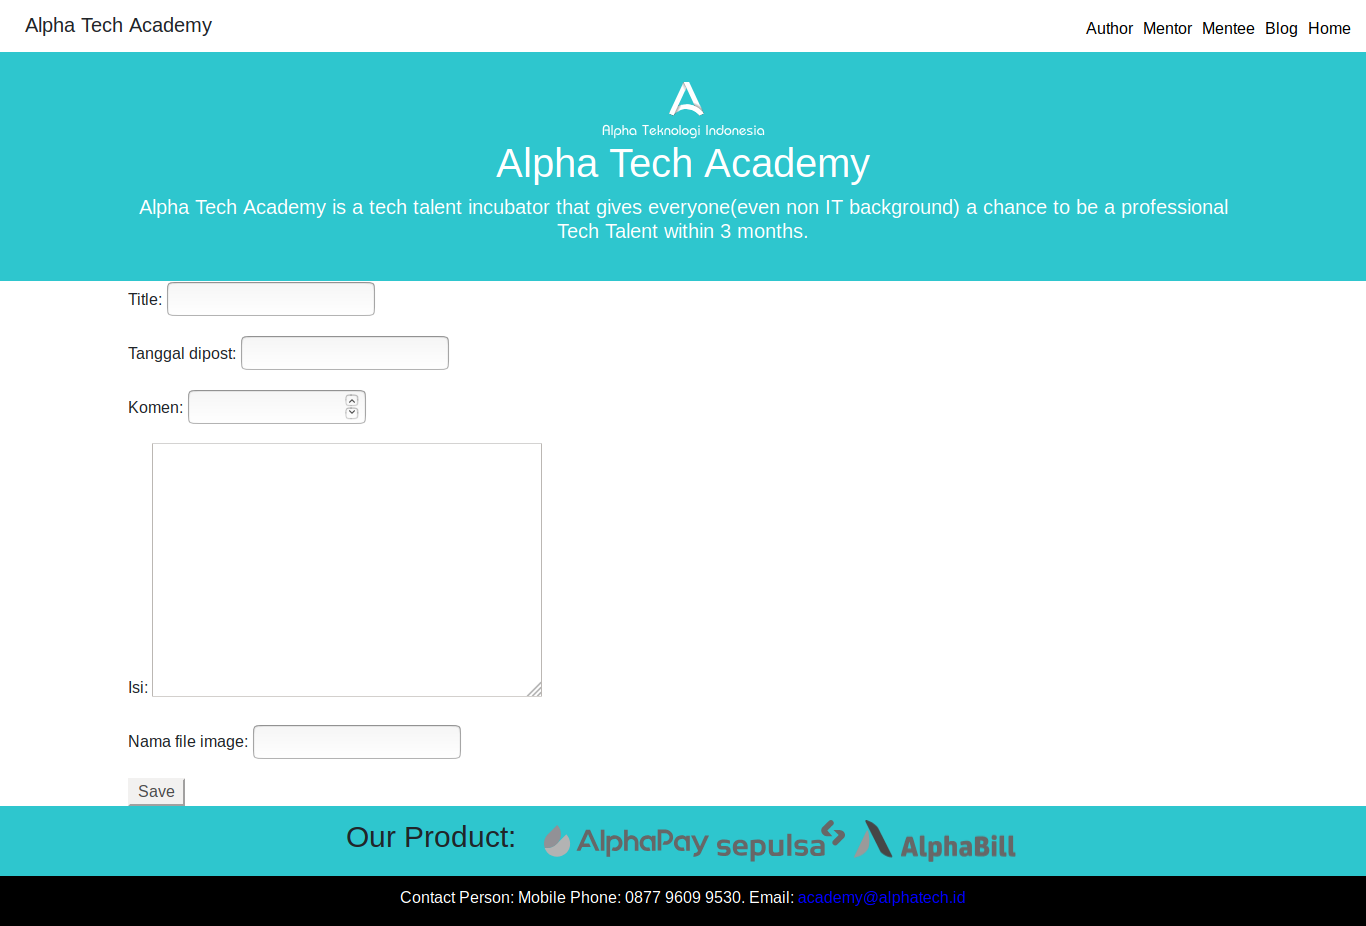 Alpha Tech Academy
Author Mentor Mentee Blog Home
Alpha Teknologi Indonesia
Alpha Tech Academy
Alpha Tech Academy is a tech talent incubator that gives everyone(even non IT background) a chance to be a professional
Tech Talent within 3 months.
Title:
Tanggal dipost:
Komen:
Isi:
Nama file image:
Save
Our Product: AlphaPay sepulsa AlphaBill
Contact Person: Mobile Phone: 0877 9609 9530. Email: academy@alphatech.id